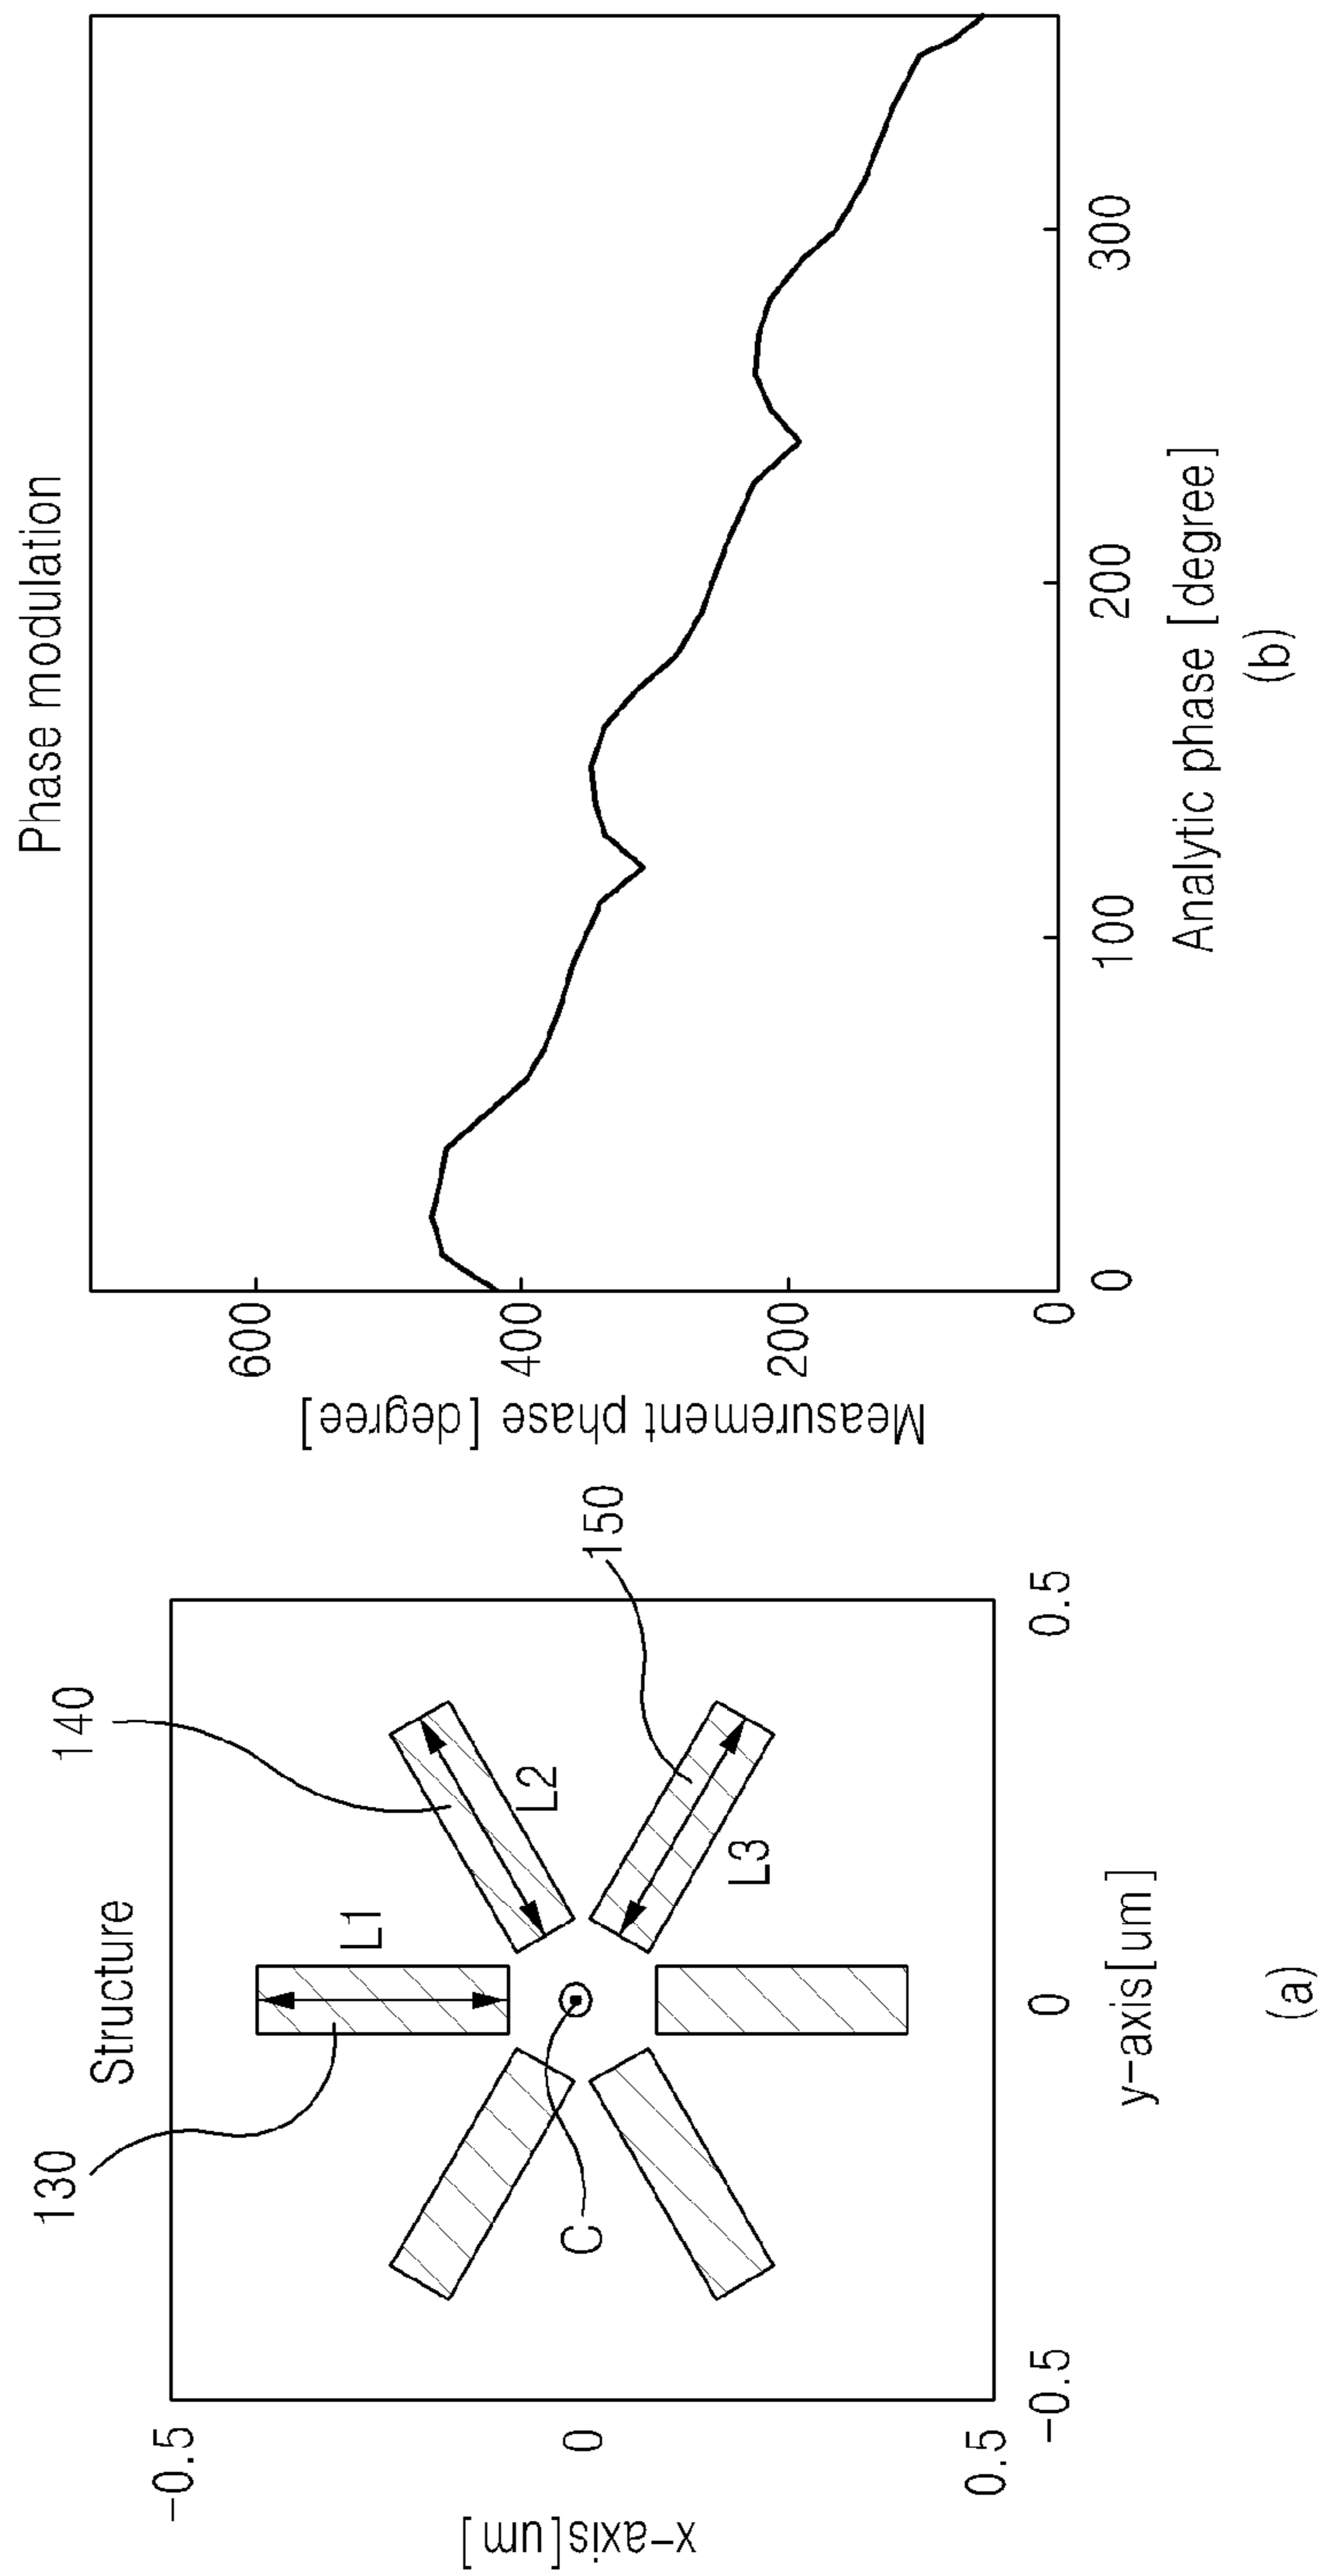 Structure
130
140
L1
L2
L3
150
C
-0.5
0
0.5
x-axis[um]
-0.5
0
0.5
y-axis[um]
(a)
Phase modulation
600
400
200
0
Measurement phase [degree]
0
100
200
300
Analytic phase [degree]
(b)